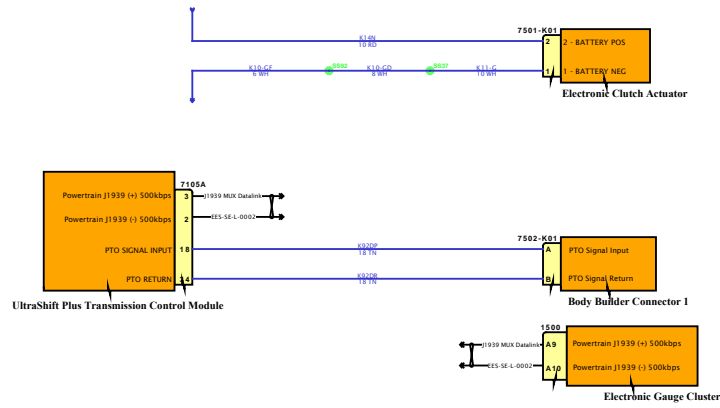 7501-K01
K14N
10 RD
2
2 - BATTERY POS
K10-GF
6 WH
S592
K10-GD
8 WH
K11-G
10 WH
1
1 - BATTERY NEG
Electronic Clutch Actuator
7105A
Powertrain J1939 (+) 500kbps
3
J1939 MUX Datalink
Powertrain J1939 (-) 500kbps
2
EES-SE-L-0002
7502-K01
PTO SIGNAL INPUT
18
K92DP
18 TN
A
PTO Signal Input
PTO RETURN
34
K92DR
18 TN
B
PTO Signal Return
UltraShift Plus Transmission Control Module
Body Builder Connector 1
1500
J1939 MUX Datalink
A9
Powertrain J1939 (+) 500kbps
EES-SE-L-0002
A10
Powertrain J1939 (-) 500kbps
Electronic Gauge Cluster